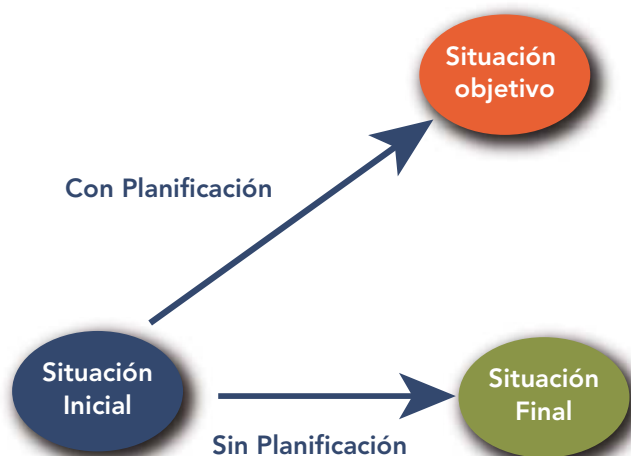 Situación
objetivo
Con Planificación
Situación
Inicial
Situación
Final
Sin Planificación